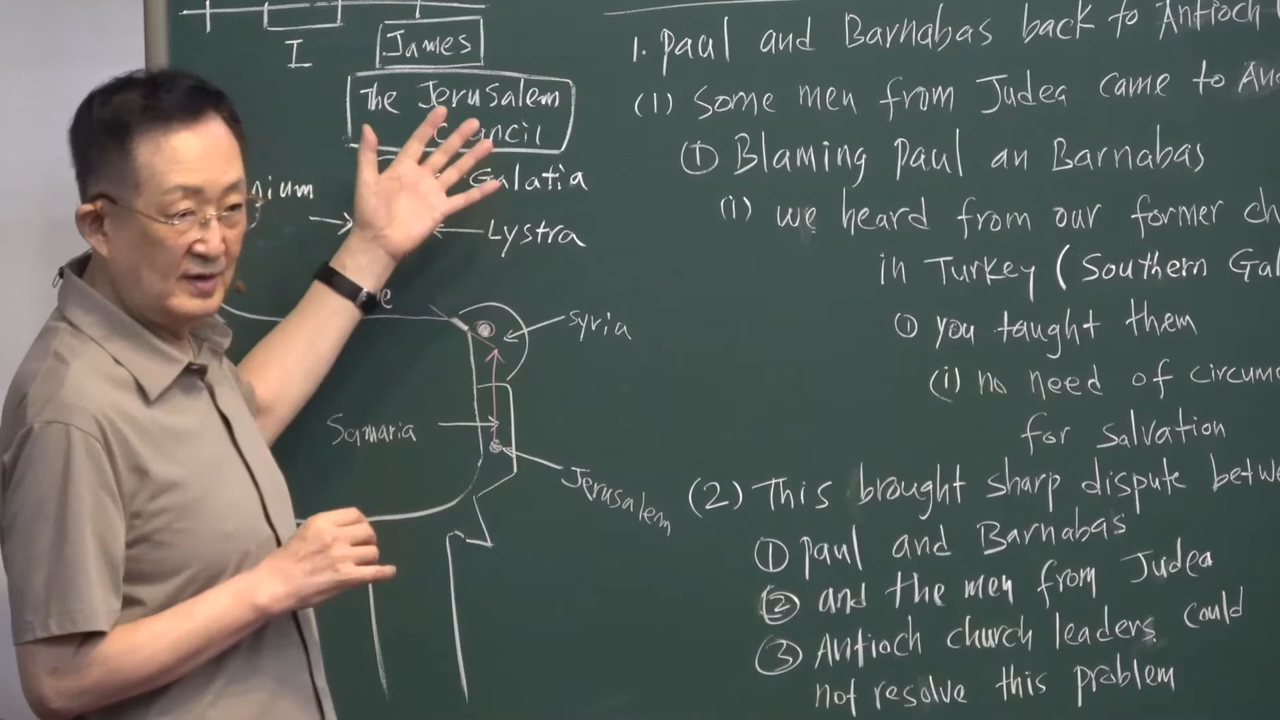 I
James
The Jerusalem
Council
Galatia
nium
Lystra
e
Syria
Samaria
Jerusalem
1. Paul and Barnabas back to Antioch
(1) Some men from Judea came to An
① Blaming Paul an Barnabas
(1) we heard from our former ch
in Turkey (Southern Gal
① you taught them
(i) no need of circum
for salvation
(2) This brought sharp dispute betwe
① Paul and Barnabas
② and the men from Judea
③ Antioch church leaders could
not resolve this problem